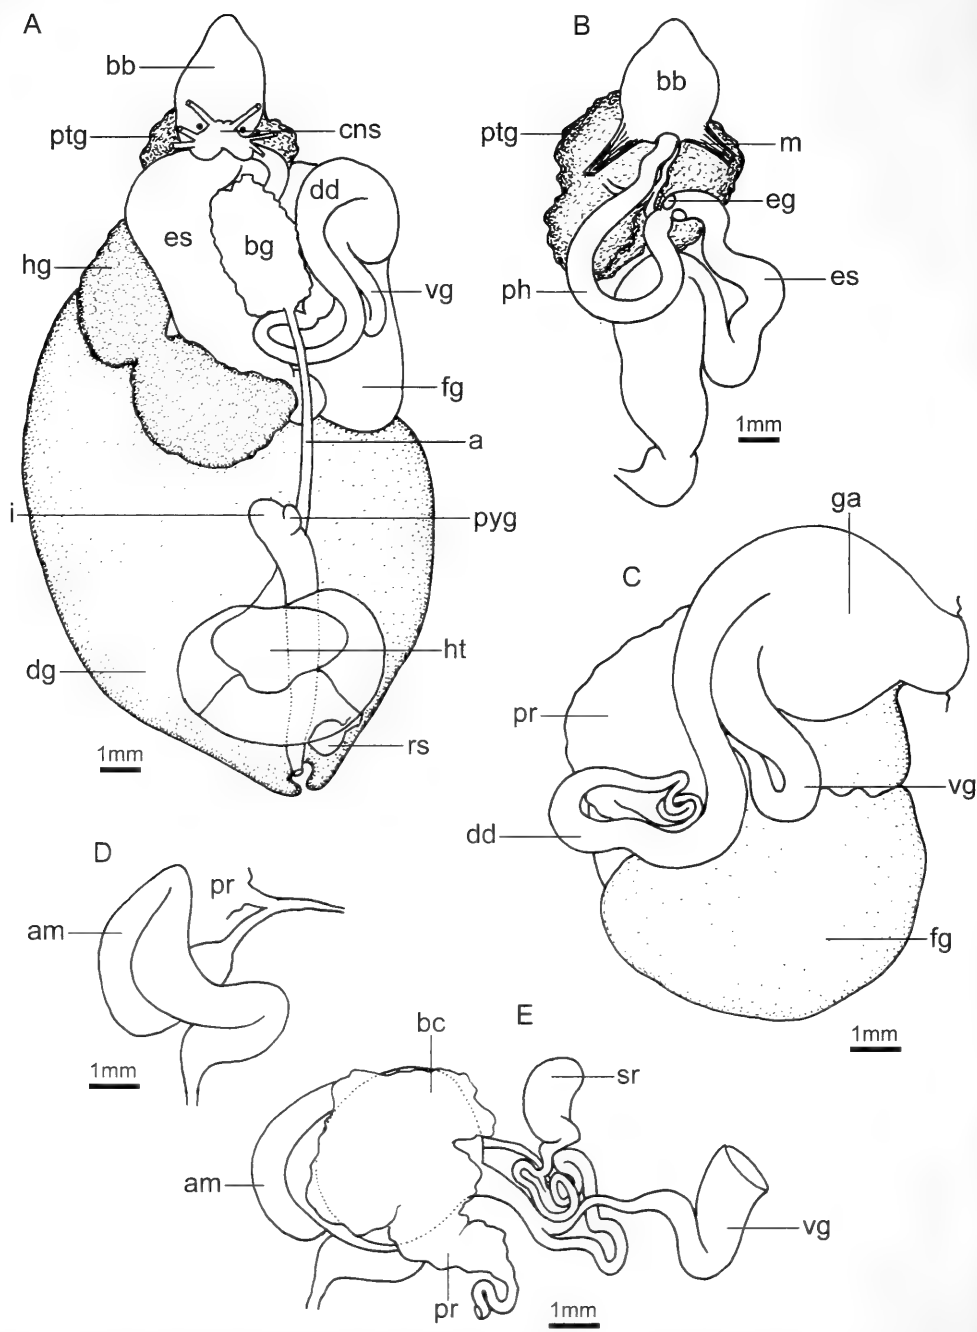 A
bb
ptg
cns
dd
es
bg
hg
vg
fg
a
i
pyg
ht
dg
rs
1mm
B
bb
ptg
m
eg
es
ph
1mm
C
ga
pr
vg
dd
fg
1mm
D
pr
am
1mm
E
bc
sr
am
vg
pr
1mm